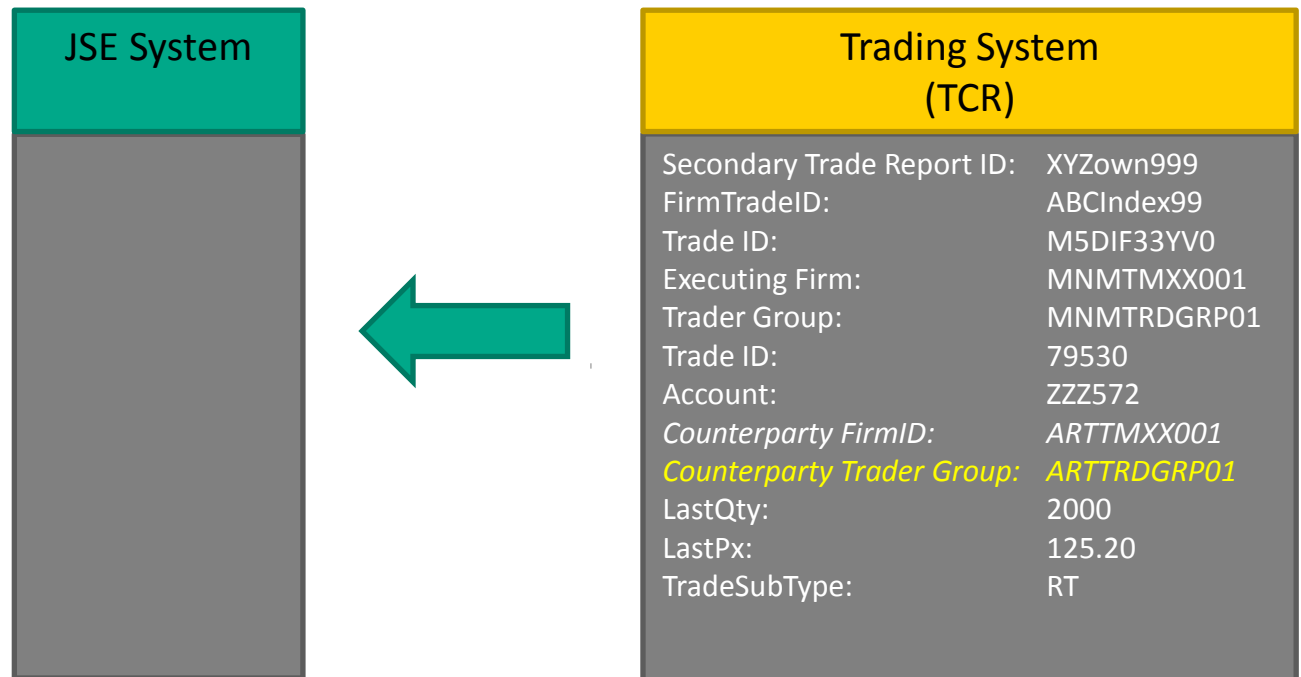 JSE System
Trading System
(TCR)
Secondary Trade Report ID: XYZown999
FirmTradeID: ABCIndex99
Trade ID: M5DIF33YV0
Executing Firm: MNMTMXX001
Trader Group: MNMTRDGRP01
Trade ID: 79530
Account: ZZZ572
Counterparty FirmID: ARTTMXX001
Counterparty Trader Group: ARTTRDGRP01
LastQty: 2000
LastPx: 125.20
TradeSubType: RT